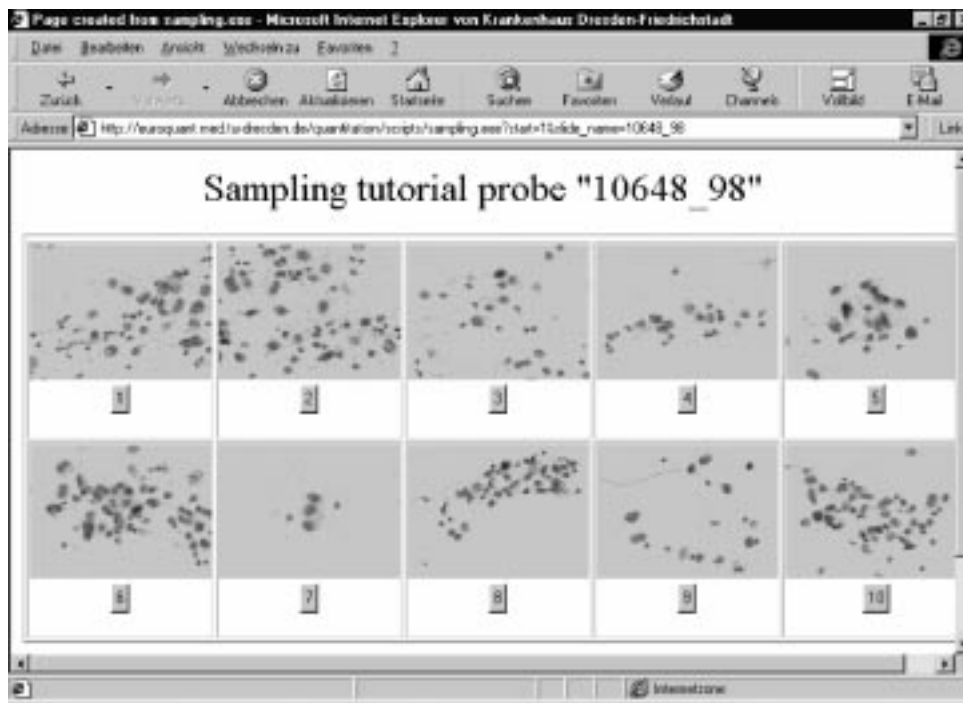 Page created from sampling.exe - Microsoft Internet Explorer von Krankenhaus Dresden-Friedrichstadt
Datei Bearbeiten Ansicht Wechseln zu Favoriten ?
Zurück Vorwärts Abbrechen Aktualisieren Startseite Suchen Favoriten Verlauf Channels Vollbild E-Mail
Adresse http://euroquant.med.tu-dresden.de/quantitation/scripts/sampling.exe?start=1&slide_name=10648_98 Link
Sampling tutorial probe "10648_98"
1 2 3 4 5
6 7 8 9 10
Internetzone